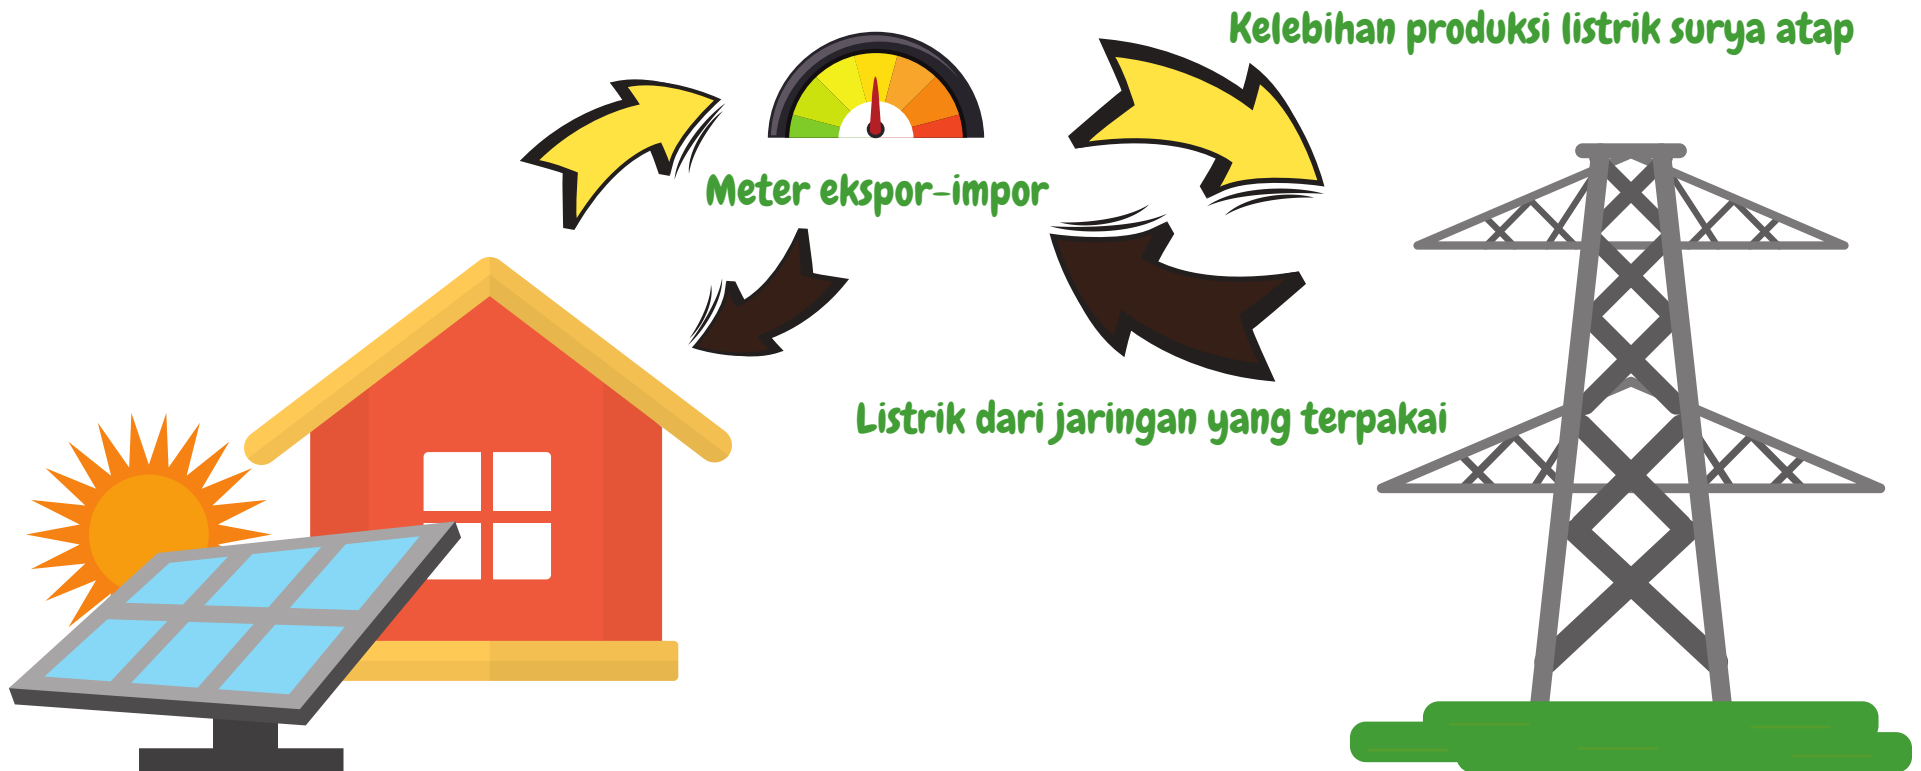 Kelebihan produksi listrik surya atap
Meter ekspor-impor
Listrik dari jaringan yang terpakai